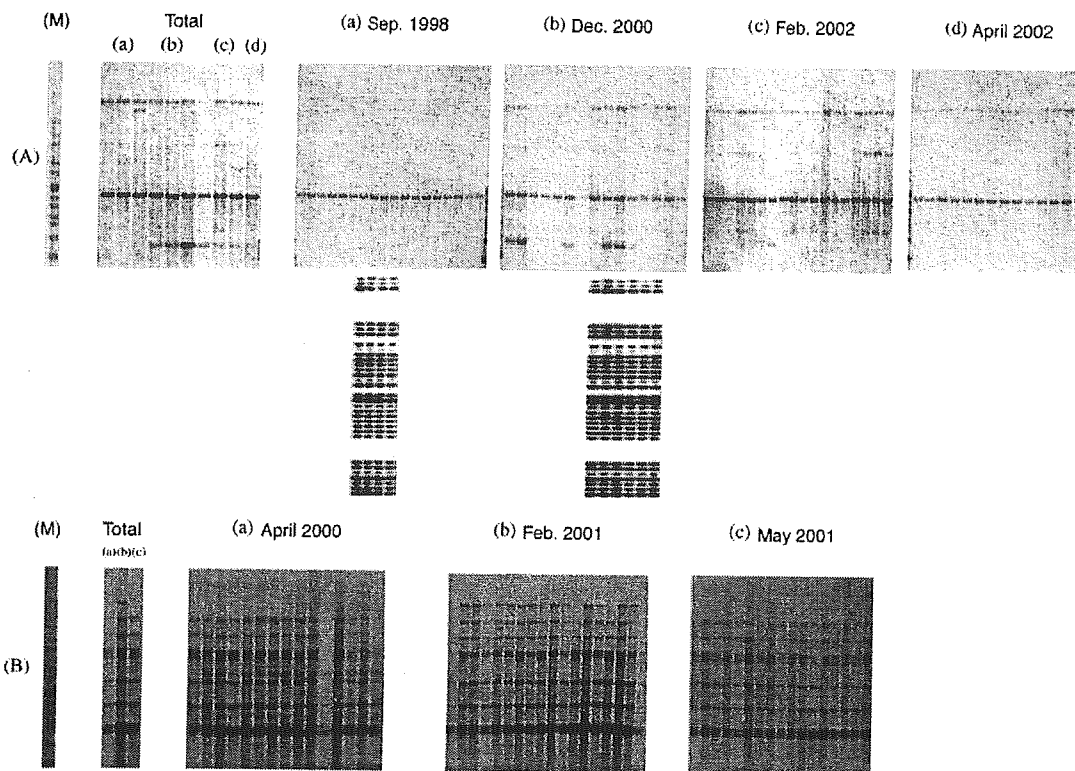 (M) Total (a) Sep. 1998 (b) Dec. 2000 (c) Feb. 2002 (d) April 2002
(a) (b) (c) (d)
(A)
(M) Total (a) April 2000 (b) Feb. 2001 (c) May 2001
(a)(b)(c)
(B)